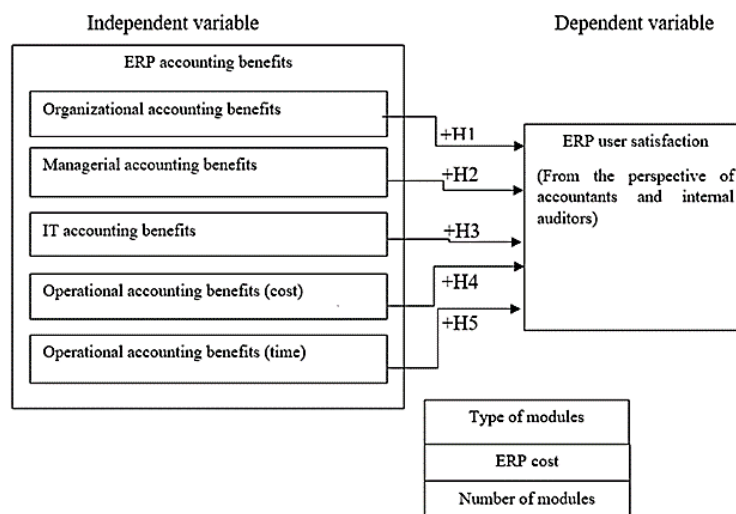 Independent variable
Dependent variable
ERP accounting benefits
Organizational accounting benefits
Managerial accounting benefits
IT accounting benefits
Operational accounting benefits (cost)
Operational accounting benefits (time)
+H1
+H2
+H3
+H4
+H5
ERP user satisfaction
(From the perspective of
accountants and internal
auditors)
Type of modules
ERP cost
Number of modules